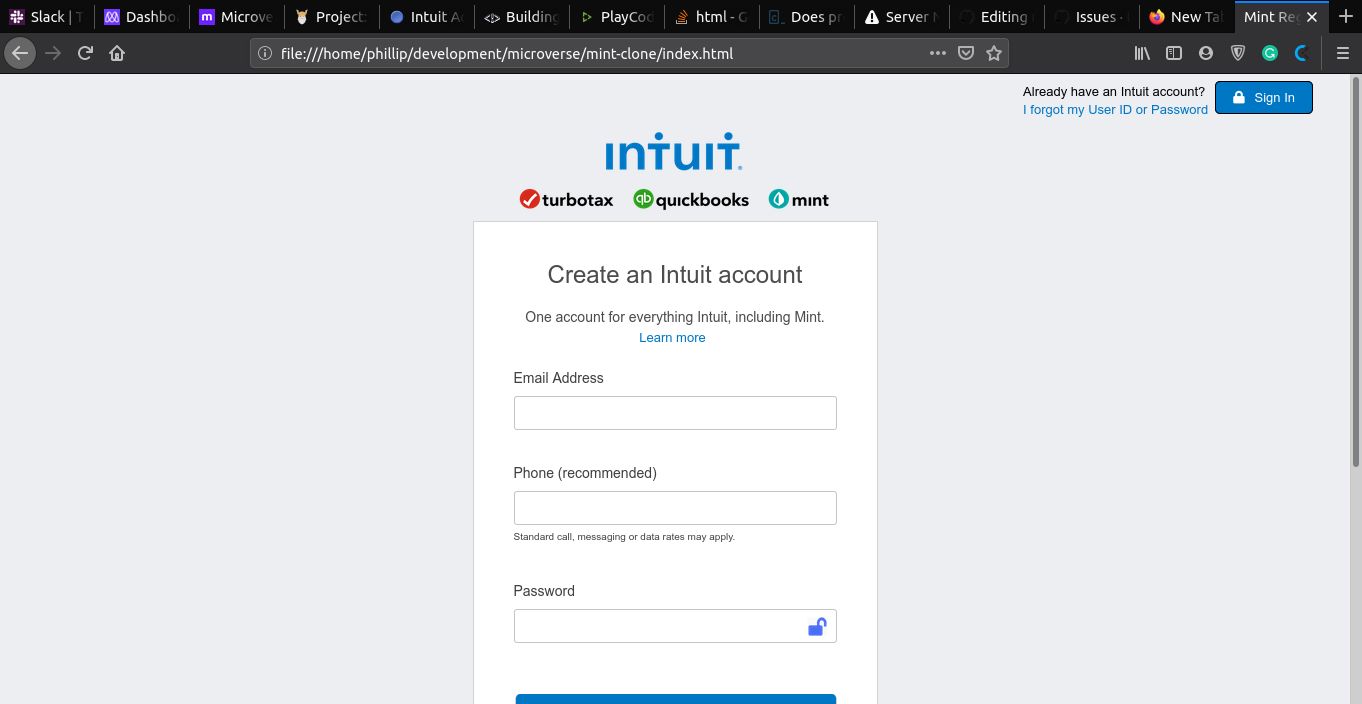 Slack | T
Dashbo
Microve
Project:
Intuit Ac
Building
PlayCod
html - G
Does pr
Server N
Editing
Issues ·
New Tab
Mint Reg
file:///home/phillip/development/microverse/mint-clone/index.html
Already have an Intuit account?
I forgot my User ID or Password
Sign In
intuit
turbotax
qb quickbooks
mint
Create an Intuit account
One account for everything Intuit, including Mint.
Learn more
Email Address
Phone (recommended)
Standard call, messaging or data rates may apply.
Password